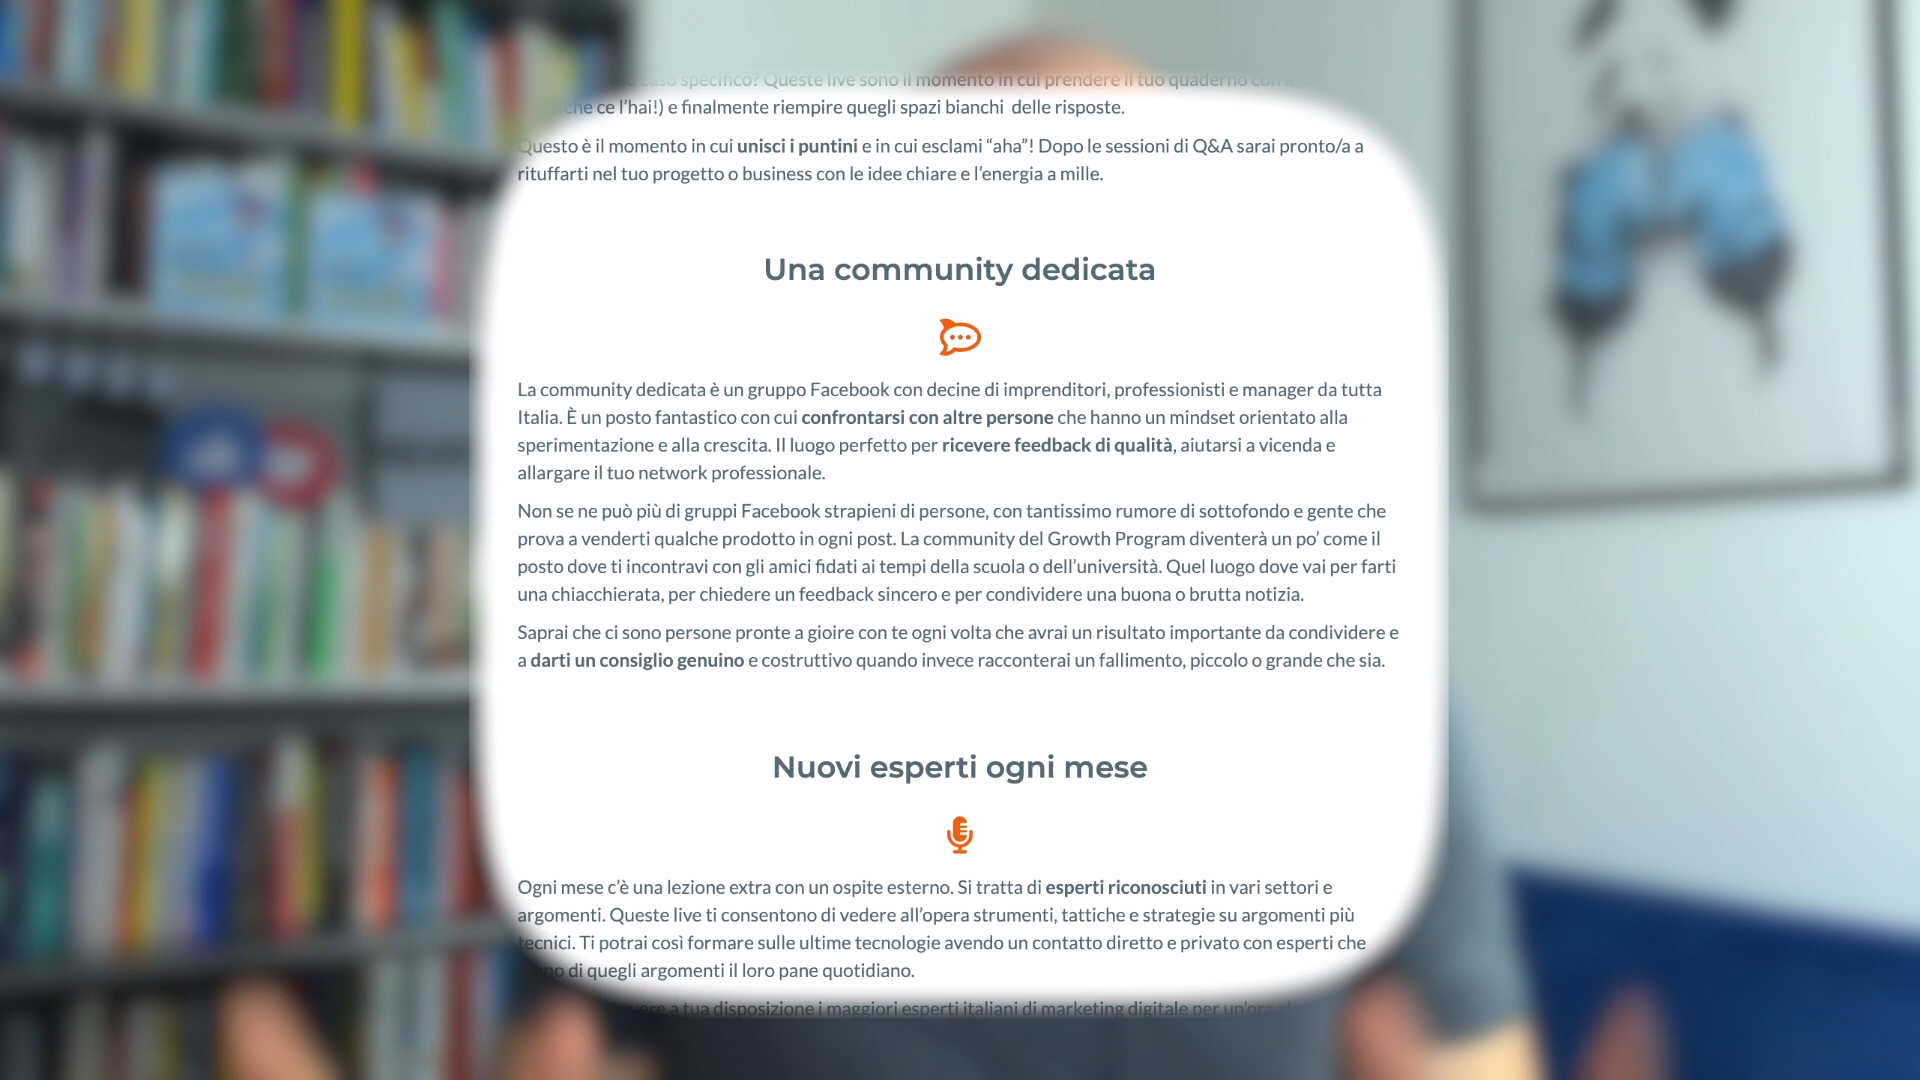 caso specifico? Queste live sono il momento in cui prendere il tuo quaderno con le
che ce l'hai!) e finalmente riempire quegli spazi bianchi delle risposte.
Questo è il momento in cui unisci i puntini e in cui esclami “aha”! Dopo le sessioni di Q&A sarai pronto/a a
rituffarti nel tuo progetto o business con le idee chiare e l'energia a mille.
Una community dedicata
La community dedicata è un gruppo Facebook con decine di imprenditori, professionisti e manager da tutta
Italia. È un posto fantastico con cui confrontarsi con altre persone che hanno un mindset orientato alla
sperimentazione e alla crescita. Il luogo perfetto per ricevere feedback di qualità, aiutarsi a vicenda e
allargare il tuo network professionale.
Non se ne può più di gruppi Facebook strapieni di persone, con tantissimo rumore di sottofondo e gente che
prova a venderti qualche prodotto in ogni post. La community del Growth Program diventerà un po’ come il
posto dove ti incontravi con gli amici fidati ai tempi della scuola o dell’università. Quel luogo dove vai per farti
una chiacchierata, per chiedere un feedback sincero e per condividere una buona o brutta notizia.
Saprai che ci sono persone pronte a gioire con te ogni volta che avrai un risultato importante da condividere e
a darti un consiglio genuino e costruttivo quando invece racconterai un fallimento, piccolo o grande che sia.
Nuovi esperti ogni mese
Ogni mese c’è una lezione extra con un ospite esterno. Si tratta di esperti riconosciuti in vari settori e
argomenti. Queste live ti consentono di vedere all’opera strumenti, tattiche e strategie su argomenti più
tecnici. Ti potrai così formare sulle ultime tecnologie avendo un contatto diretto e privato con esperti che
di quegli argomenti il loro pane quotidiano.
a tua disposizione i maggiori esperti italiani di marketing digitale per un’ora